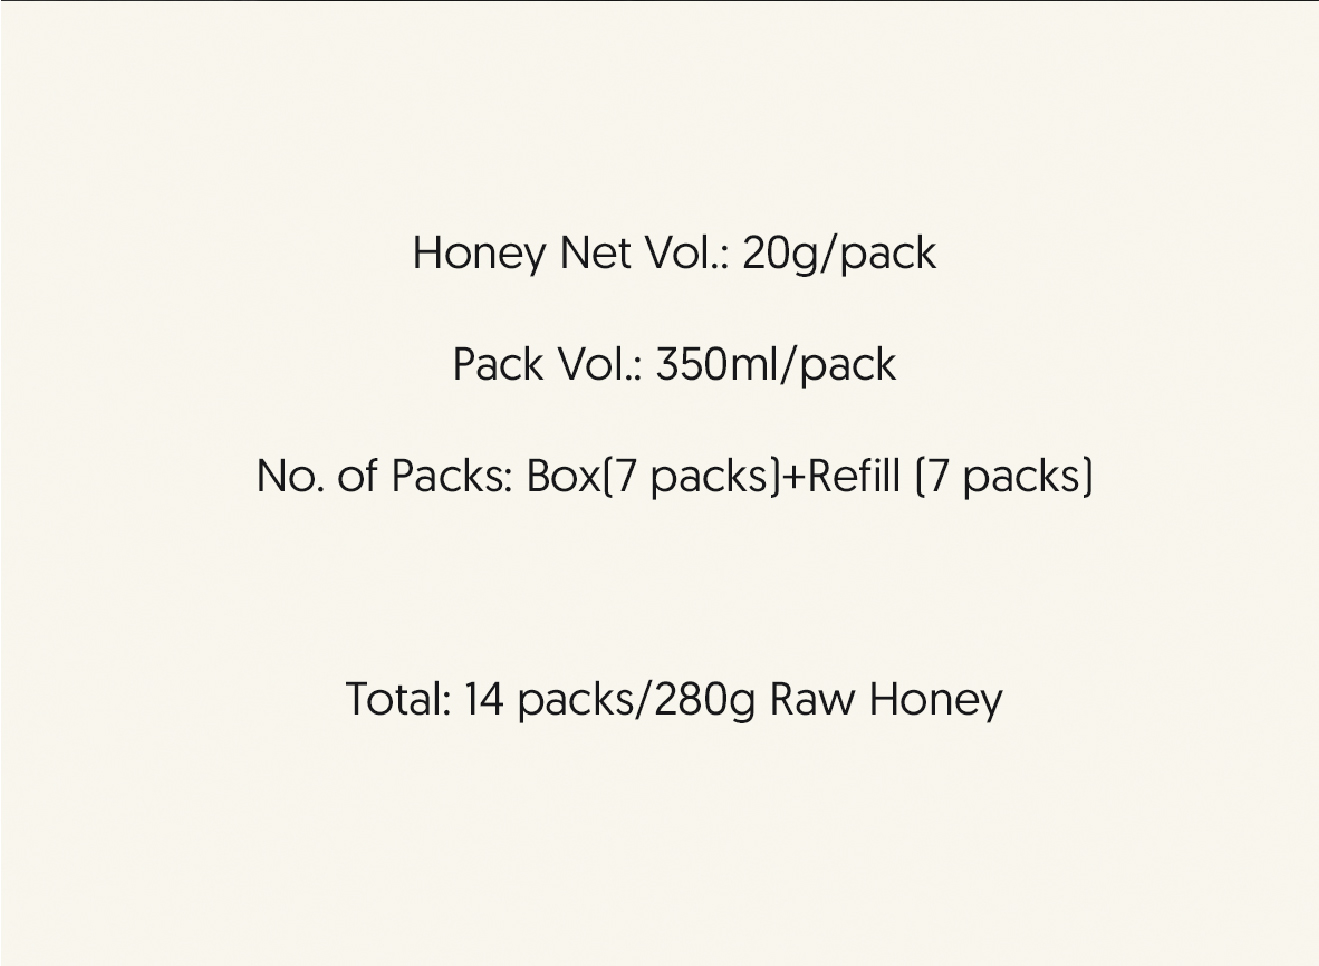 Honey Net Vol.: 20g/pack
Pack Vol.: 350ml/pack
No. of Packs: Box(7 packs)+Refill (7 packs)
Total: 14 packs/280g Raw Honey